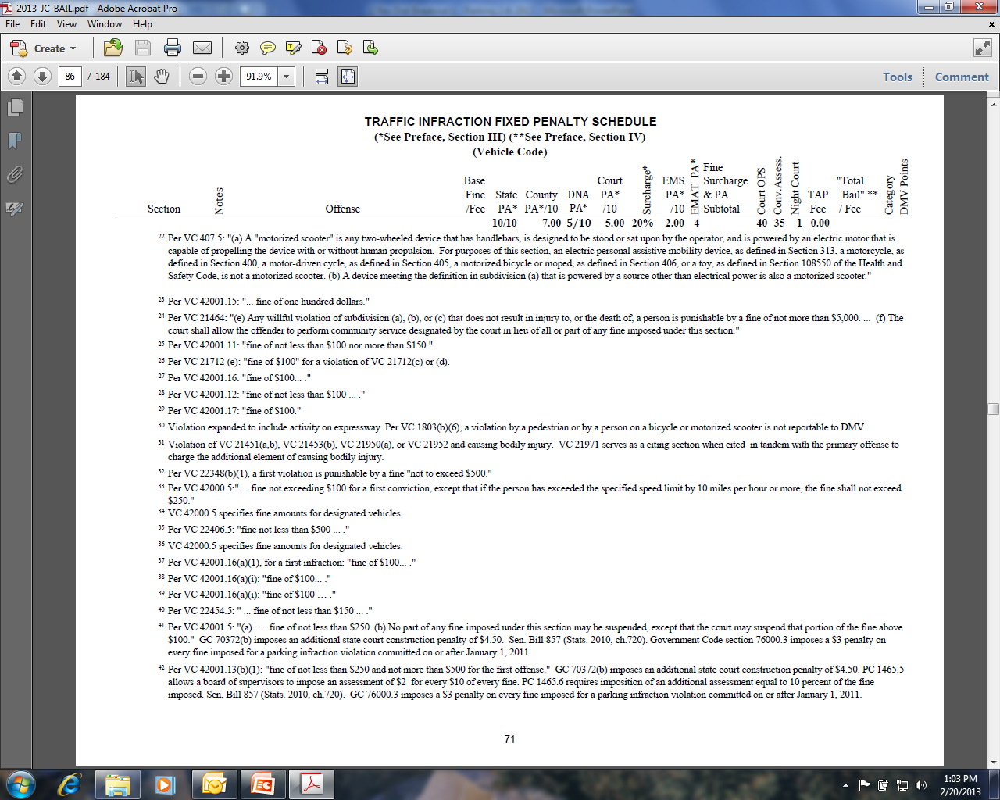 2013-JC-BAIL.pdf - Adobe Acrobat Pro
File Edit View Window Help
Create
86 / 184 91.9% Tools Comment
TRAFFIC INFRACTION FIXED PENALTY SCHEDULE
(*See Preface, Section III) (**See Preface, Section IV)
(Vehicle Code)
Section
Notes
Offense
Base Fine /Fee
State PA*
County PA*/10
DNA PA*
Court PA* /10
Surcharge*
EMS PA* /10
EMAT PA*
Fine Surcharge & PA Subtotal
Court OPS
Conv.Assess.
Night Court
TAP Fee
"Total Bail" ** / Fee
Category
DMV Points
10/10 7.00 5/10 5.00 20% 2.00 4 40 35 1 0.00
22 Per VC 407.5: "(a) A "motorized scooter" is any two-wheeled device that has handlebars, is designed to be stood or sat upon by the operator, and is powered by an electric motor that is
capable of propelling the device with or without human propulsion. For purposes of this section, an electric personal assistive mobility device, as defined in Section 313, a motorcycle, as
defined in Section 400, a motor-driven cycle, as defined in Section 405, a motorized bicycle or moped, as defined in Section 406, or a toy, as defined in Section 108550 of the Health and
Safety Code, is not a motorized scooter. (b) A device meeting the definition in subdivision (a) that is powered by a source other than electrical power is also a motorized scooter."
23 Per VC 42001.15: "... fine of one hundred dollars."
24 Per VC 21464: "(e) Any willful violation of subdivision (a), (b), or (c) that does not result in injury to, or the death of, a person is punishable by a fine of not more than $5,000. ... (f) The
court shall allow the offender to perform community service designated by the court in lieu of all or part of any fine imposed under this section."
25 Per VC 42001.11: "fine of not less than $100 nor more than $150."
26 Per VC 21712 (e): "fine of $100" for a violation of VC 21712(c) or (d).
27 Per VC 42001.16: "fine of $100... ."
28 Per VC 42001.12: "fine of not less than $100 ... ."
29 Per VC 42001.17: "fine of $100."
30 Violation expanded to include activity on expressway. Per VC 1803(b)(6), a violation by a pedestrian or by a person on a bicycle or motorized scooter is not reportable to DMV.
31 Violation of VC 21451(a,b), VC 21453(b), VC 21950(a), or VC 21952 and causing bodily injury. VC 21971 serves as a citing section when cited in tandem with the primary offense to
charge the additional element of causing bodily injury.
32 Per VC 22348(b)(1), a first violation is punishable by a fine "not to exceed $500."
33 Per VC 42000.5:"… fine not exceeding $100 for a first conviction, except that if the person has exceeded the specified speed limit by 10 miles per hour or more, the fine shall not exceed
$250."
34 VC 42000.5 specifies fine amounts for designated vehicles.
35 Per VC 22406.5: "fine not less than $500 ... ."
36 VC 42000.5 specifies fine amounts for designated vehicles.
37 Per VC 42001.16(a)(1), for a first infraction: "fine of $100... ."
38 Per VC 42001.16(a)(i): "fine of $100... ."
39 Per VC 42001.16(a)(i): "fine of $100 … ."
40 Per VC 22454.5: " ... fine of not less than $150 ... ."
41 Per VC 42001.5: "(a) . . . fine of not less than $250. (b) No part of any fine imposed under this section may be suspended, except that the court may suspend that portion of the fine above
$100." GC 70372(b) imposes an additional state court construction penalty of $4.50. Sen. Bill 857 (Stats. 2010, ch.720). Government Code section 76000.3 imposes a $3 penalty on
every fine imposed for a parking infraction violation committed on or after January 1, 2011.
42 Per VC 42001.13(b)(1): "fine of not less than $250 and not more than $500 for the first offense." GC 70372(b) imposes an additional state court construction penalty of $4.50. PC 1465.5
allows a board of supervisors to impose an assessment of $2 for every $10 of every fine. PC 1465.6 requires imposition of an additional assessment equal to 10 percent of the fine
imposed. Sen. Bill 857 (Stats. 2010, ch.720). GC 76000.3 imposes a $3 penalty on every fine imposed for a parking infraction violation committed on or after January 1, 2011.
71
1:03 PM
2/20/2013